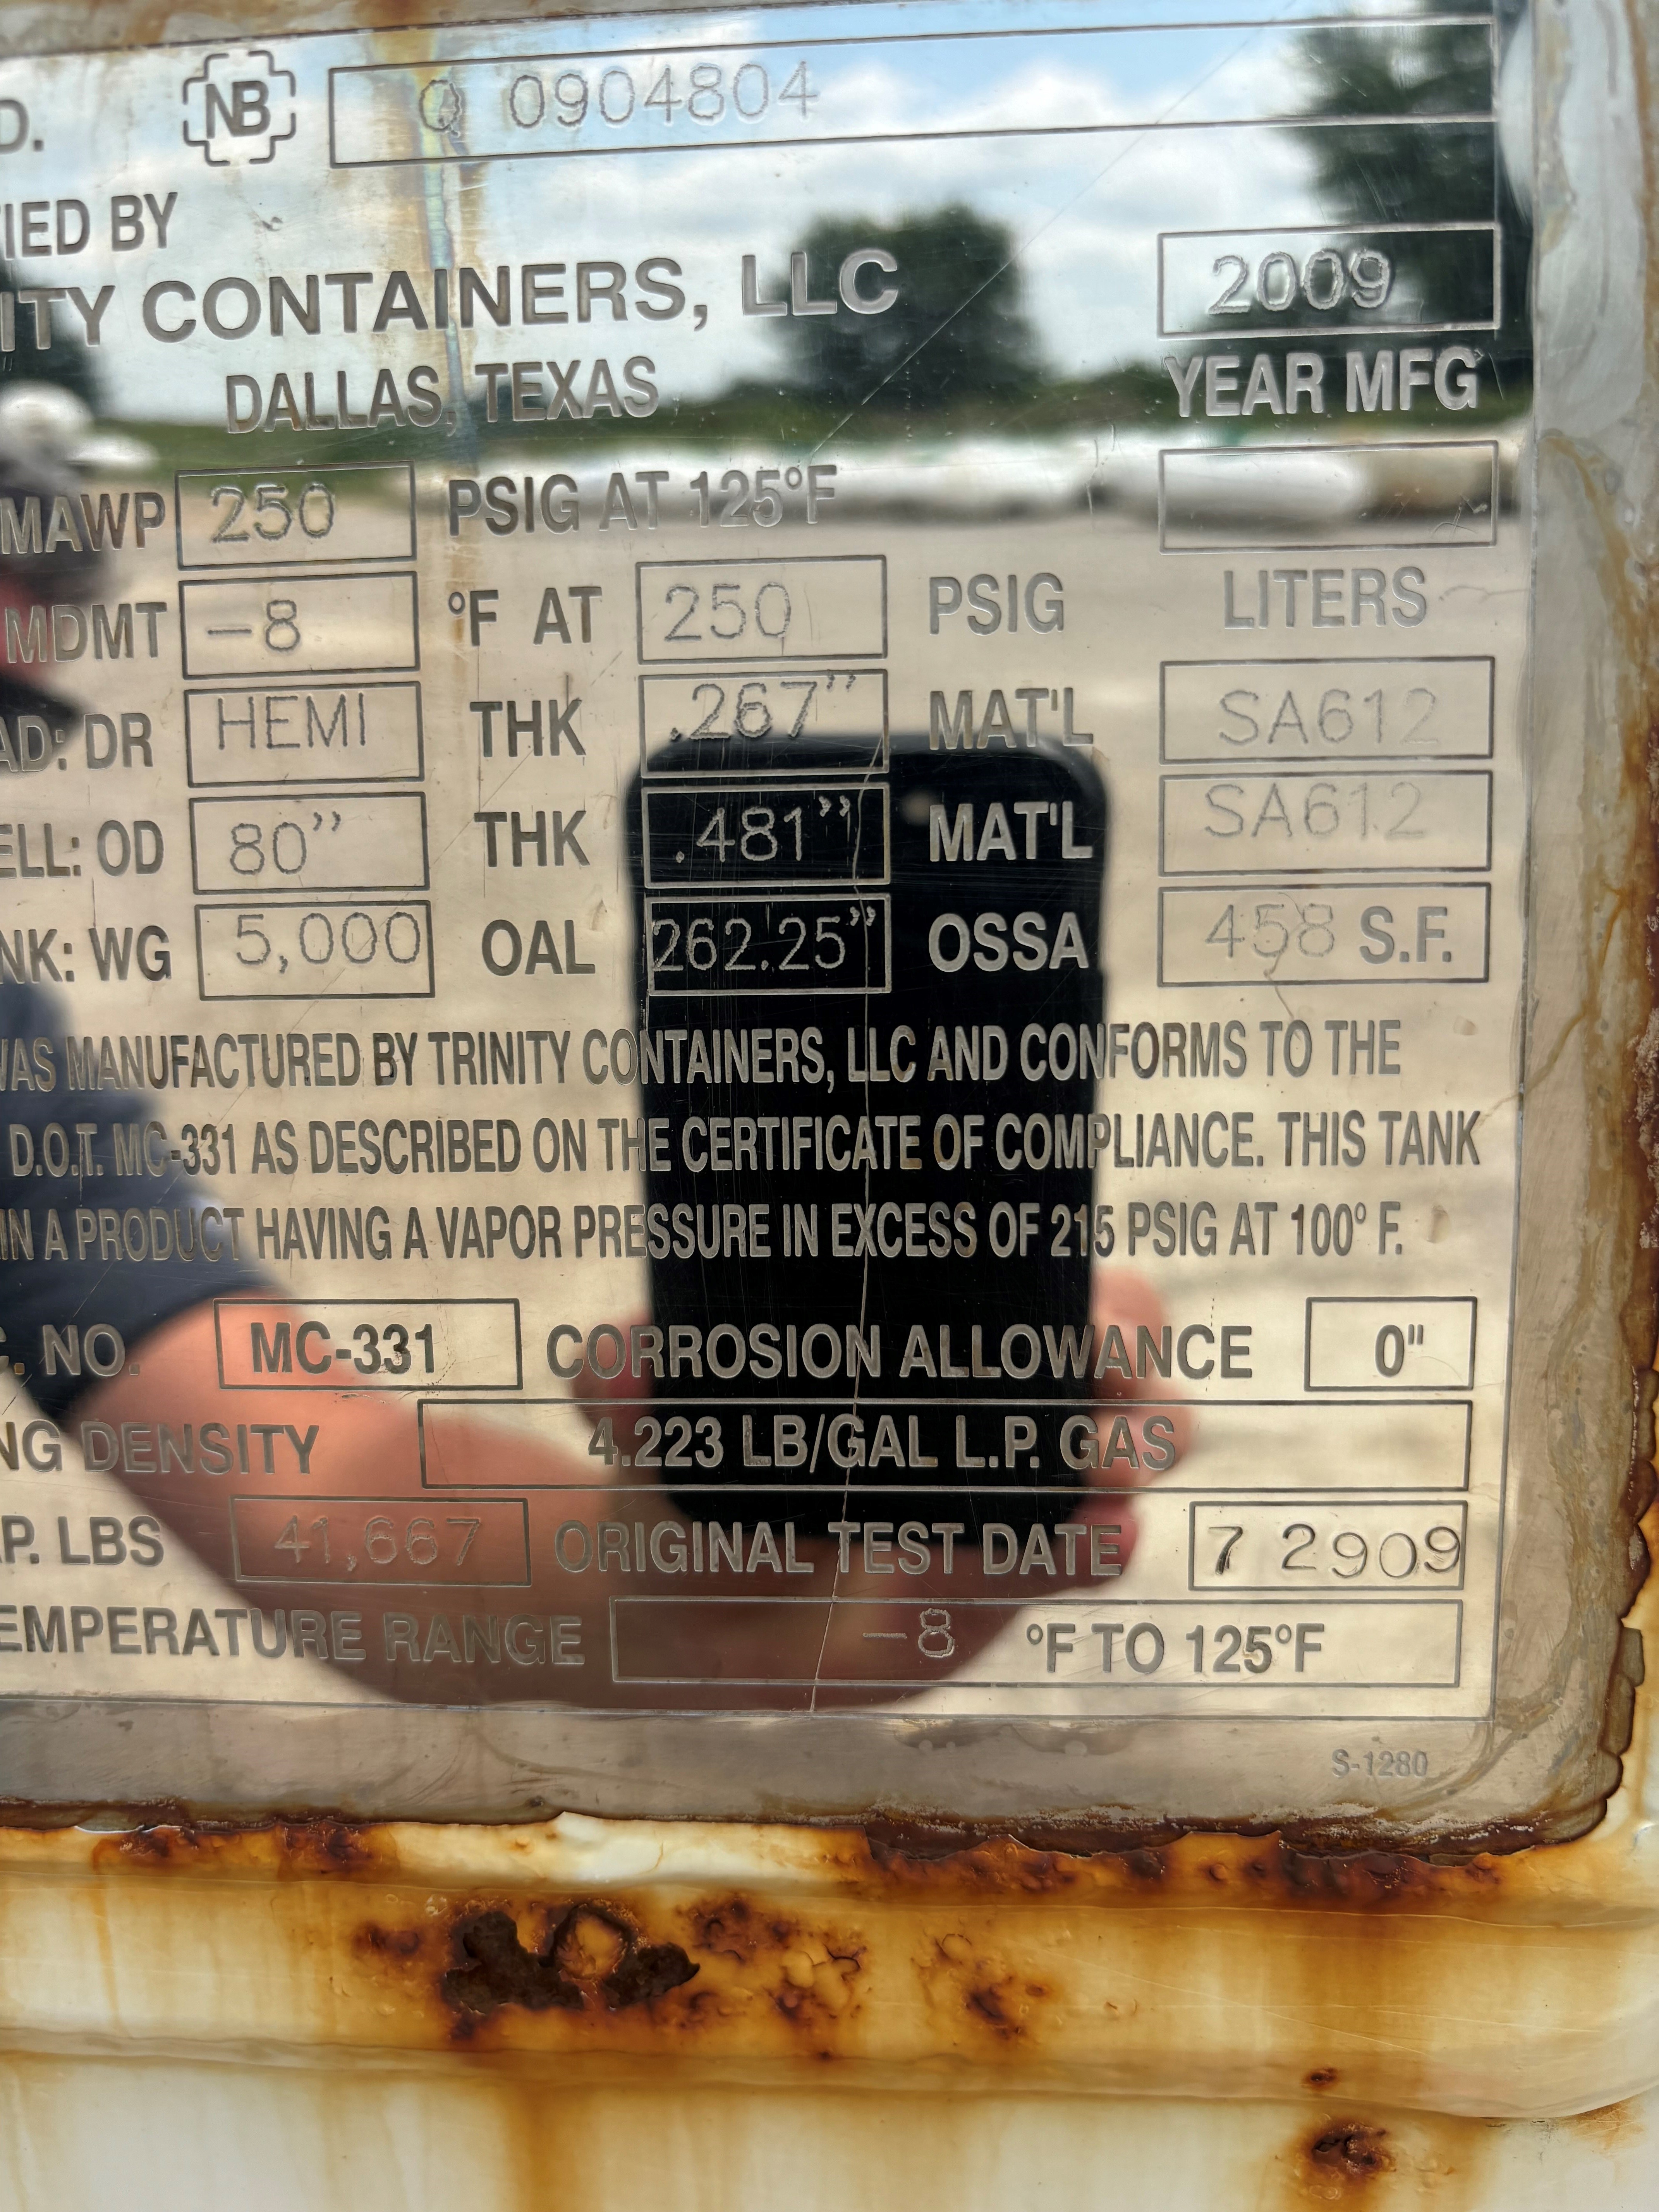 D. NB Q 0904804
IED BY
ITY CONTAINERS, LLC 2009
DALLAS, TEXAS YEAR MFG
MAWP 250 PSIG AT 125°F
MDMT -8 °F AT 250 PSIG LITERS
AD: DR HEMI THK .267" MAT'L SA612
ELL: OD 80" THK .481" MAT'L SA612
NK: WG 5,000 OAL 262.25" OSSA 458 S.F.
WAS MANUFACTURED BY TRINITY CONTAINERS, LLC AND CONFORMS TO THE
D.O.T. MC-331 AS DESCRIBED ON THE CERTIFICATE OF COMPLIANCE. THIS TANK
IN A PRODUCT HAVING A VAPOR PRESSURE IN EXCESS OF 215 PSIG AT 100° F.
C. NO. MC-331 CORROSION ALLOWANCE 0"
NG DENSITY 4.223 LB/GAL L.P. GAS
P. LBS 41,667 ORIGINAL TEST DATE 7 2909
EMPERATURE RANGE -8 °F TO 125°F
S-1280